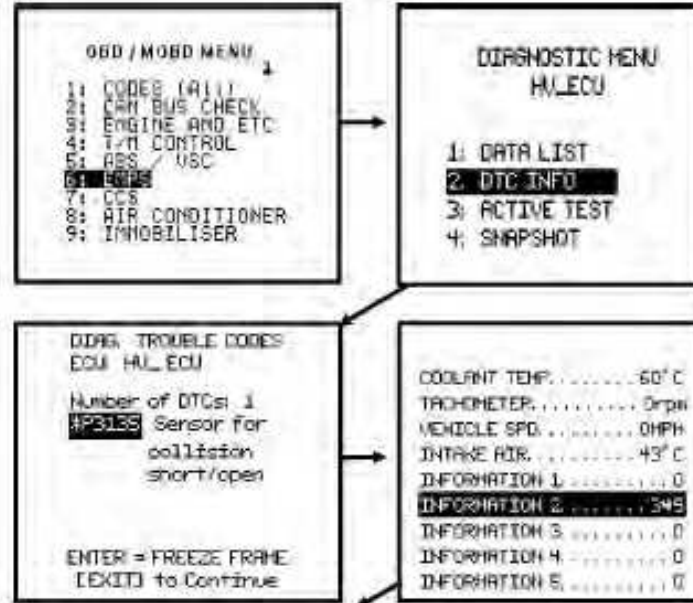 OBD / MOBD MENU
1: CODES (All)
2: CAN BUS CHECK
3: ENGINE AND ETC
4: T/M CONTROL
5: ABS / VSC
6: EMPS
7: CCS
8: AIR CONDITIONER
9: IMMOBILISER
DIAGNOSTIC MENU
HV_ECU
1: DATA LIST
2. DTC INFO
3: ACTIVE TEST
4: SNAPSHOT
DIAG. TROUBLE CODES
ECU: HV_ECU
Number of DTCs: 1
Sensor for
collision
short/open
ENTER = FREEZE FRAME
[EXIT] to Continue
COOLANT TEMP.........60°C
TACHOMETER.........0rpm
VEHICLE SPD.........0MPH
INTAKE AIR.........43°C
INFORMATION 1.........0
INFORMATION 2.........349
INFORMATION 3.........0
INFORMATION 4.........0
INFORMATION 5.........0